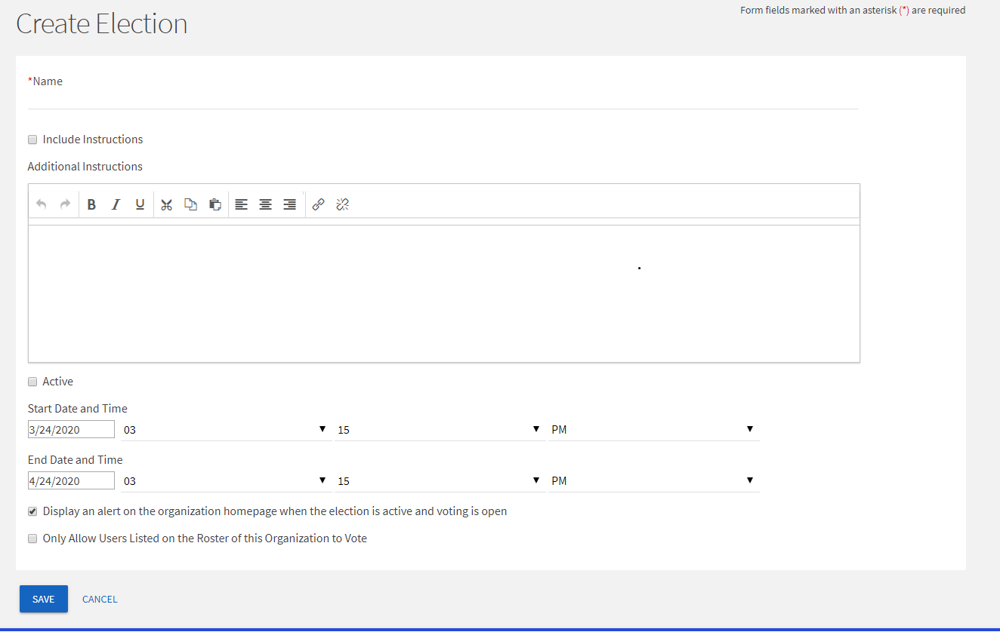 Form fields marked with an asterisk (*) are required
Create Election
*Name
Include Instructions
Additional Instructions
B I U
Active
Start Date and Time
3/24/2020 03 15 PM
End Date and Time
4/24/2020 03 15 PM
Display an alert on the organization homepage when the election is active and voting is open
Only Allow Users Listed on the Roster of this Organization to Vote
SAVE CANCEL